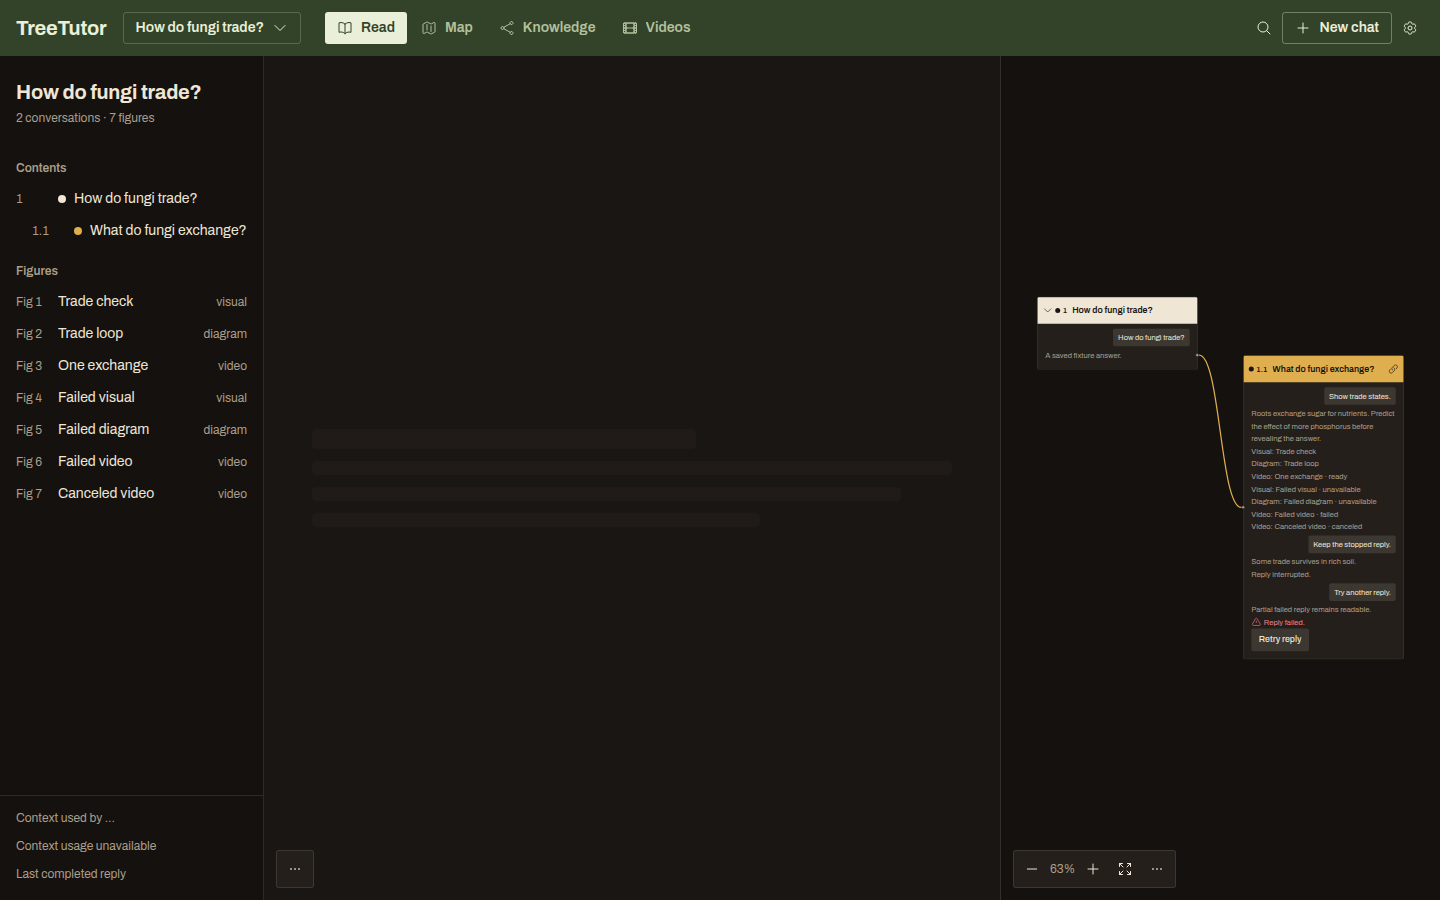 TreeTutor
How do fungi trade?
Read
Map
Knowledge
Videos
New chat
How do fungi trade?
2 conversations · 7 figures
Contents
1 How do fungi trade?
1.1 What do fungi exchange?
Figures
Fig 1 Trade check visual
Fig 2 Trade loop diagram
Fig 3 One exchange video
Fig 4 Failed visual visual
Fig 5 Failed diagram diagram
Fig 6 Failed video video
Fig 7 Canceled video video
Context used by ...
Context usage unavailable
Last completed reply
...
1 How do fungi trade?
How do fungi trade?
A saved fixture answer.
1.1 What do fungi exchange?
Show trade states.
Roots exchange sugar for nutrients. Predict
the effect of more phosphorus before
revealing the answer.
Visual: Trade check
Diagram: Trade loop
Video: One exchange · ready
Visual: Failed visual · unavailable
Diagram: Failed diagram · unavailable
Video: Failed video · failed
Video: Canceled video · canceled
Keep the stopped reply.
Some trade survives in rich soil.
Reply interrupted.
Try another reply.
Partial failed reply remains readable.
Reply failed.
Retry reply
63%
...